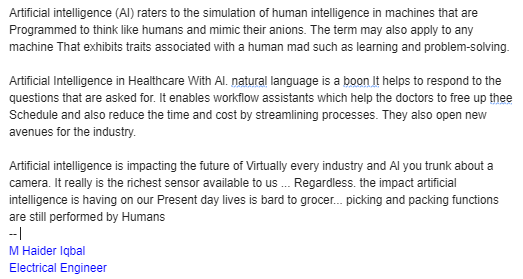 Artificial intelligence (AI) raters to the simulation of human intelligence in machines that are
Programmed to think like humans and mimic their anions. The term may also apply to any
machine That exhibits traits associated with a human mad such as learning and problem-solving.
Artificial Intelligence in Healthcare With Al. natural language is a boon It helps to respond to the
questions that are asked for. It enables workflow assistants which help the doctors to free up thee
Schedule and also reduce the time and cost by streamlining processes. They also open new
avenues for the industry.
Artificial intelligence is impacting the future of Virtually every industry and Al you trunk about a
camera. It really is the richest sensor available to us ... Regardless. the impact artificial
intelligence is having on our Present day lives is bard to grocer... picking and packing functions
are still performed by Humans
--
M Haider Iqbal
Electrical Engineer